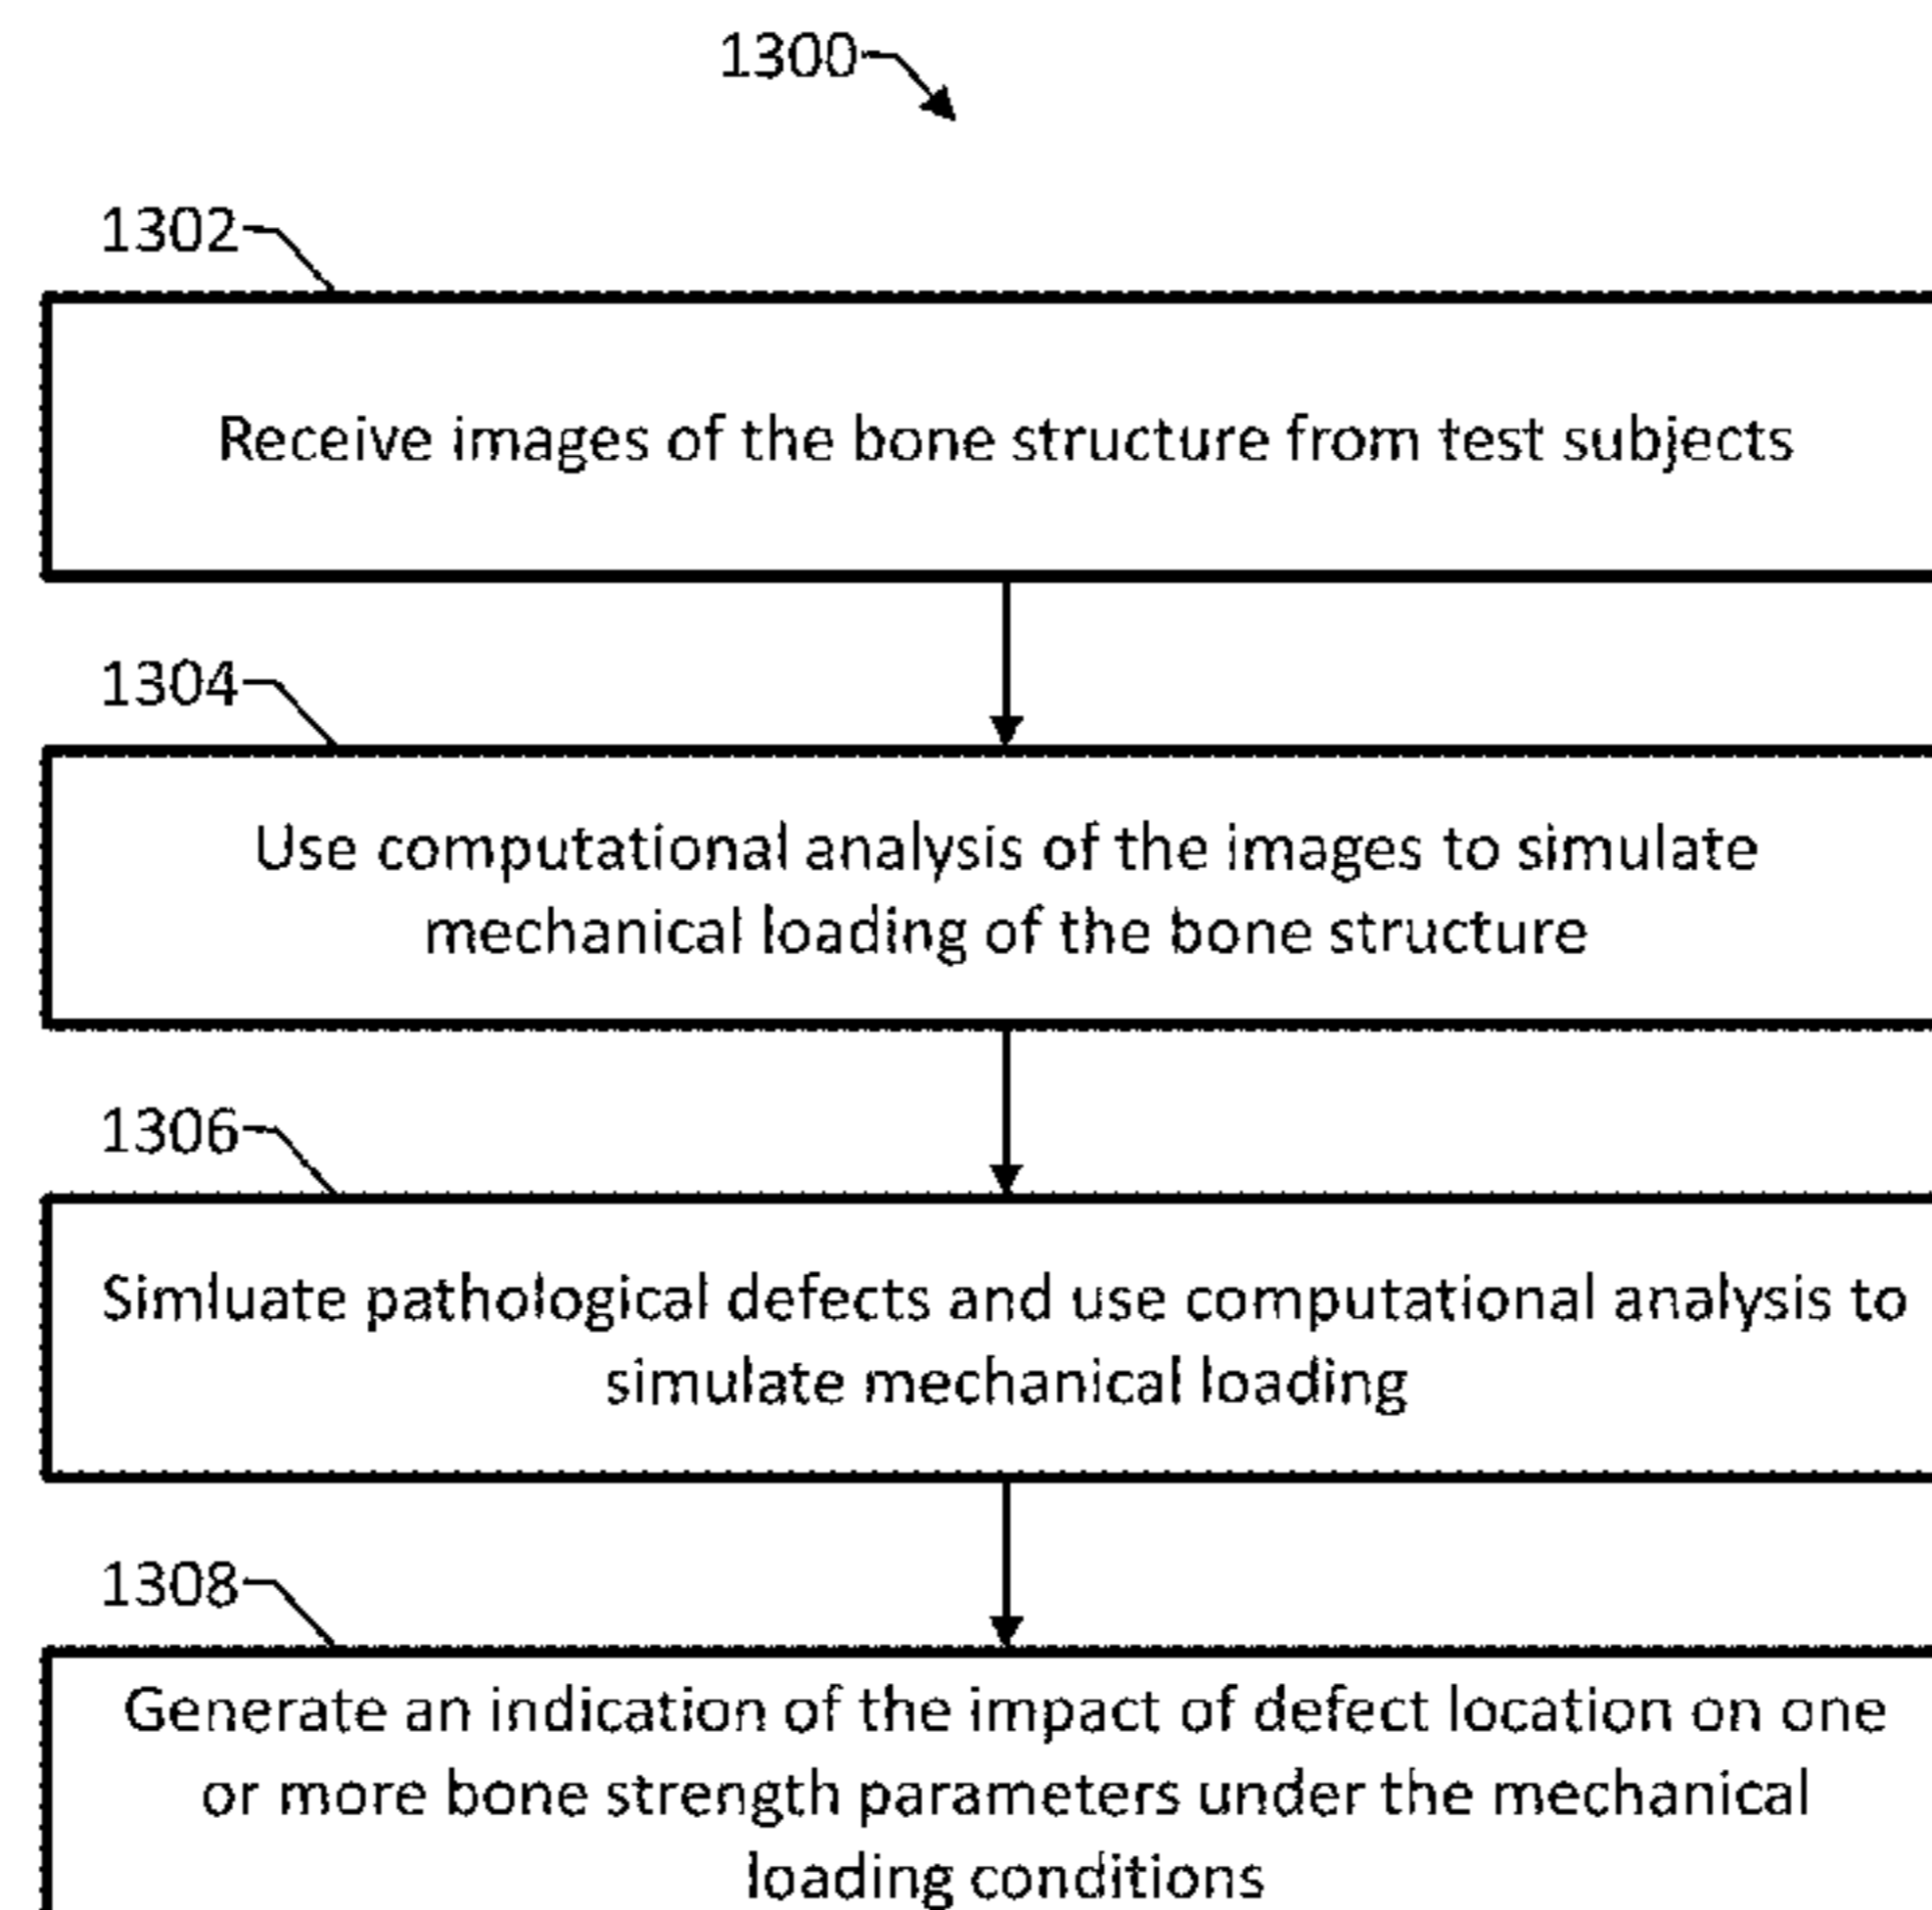 1300
1302
Receive images of the bone structure from test subjects
1304
Use computational analysis of the images to simulate
mechanical loading of the bone structure
1306
Simluate pathological defects and use computational analysis to
simulate mechanical loading
1308
Generate an indication of the impact of defect location on one
or more bone strength parameters under the mechanical
loading conditions